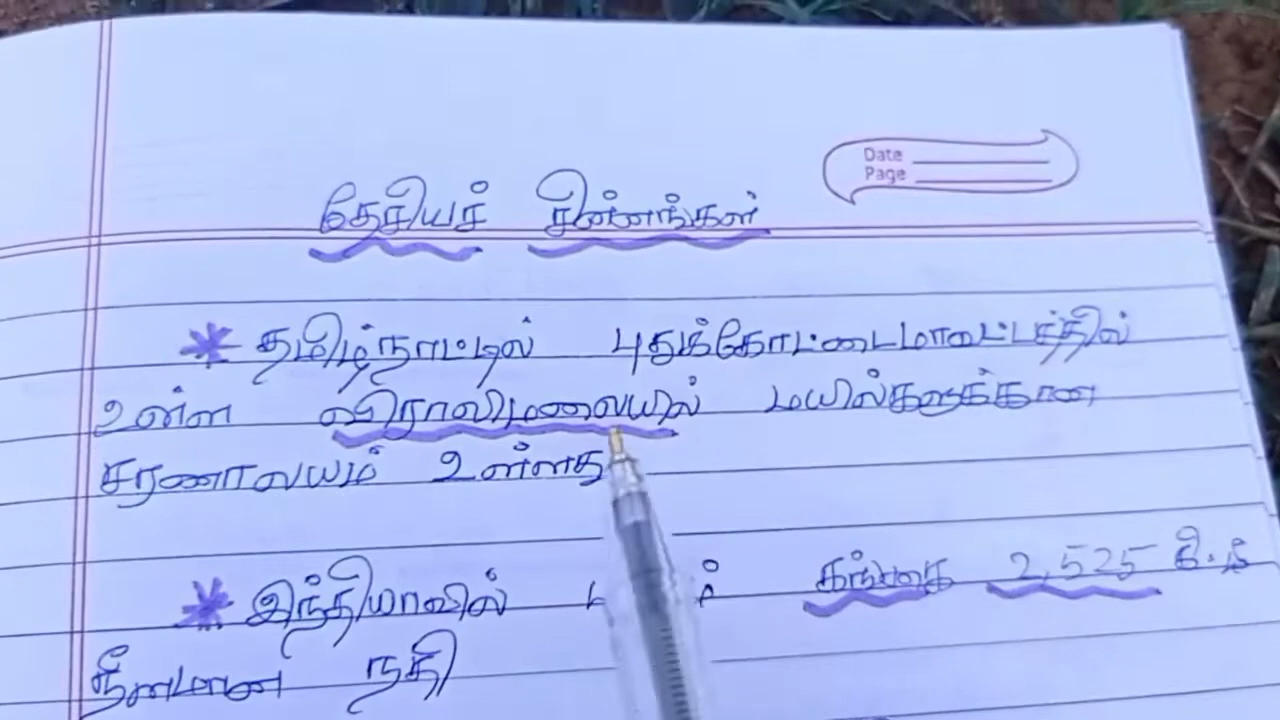 Date
Page
தேசியச் சின்னங்கள்
* தமிழ்நாட்டில் புதுக்கோட்டைமாவட்டத்தில்
உள்ள விராலிமலையில் மயில்களுக்கான
சரணாலயம் உள்ளது
* இந்தியாவில் கங்கை 2,525 கி.மீ
நீளமான நதி